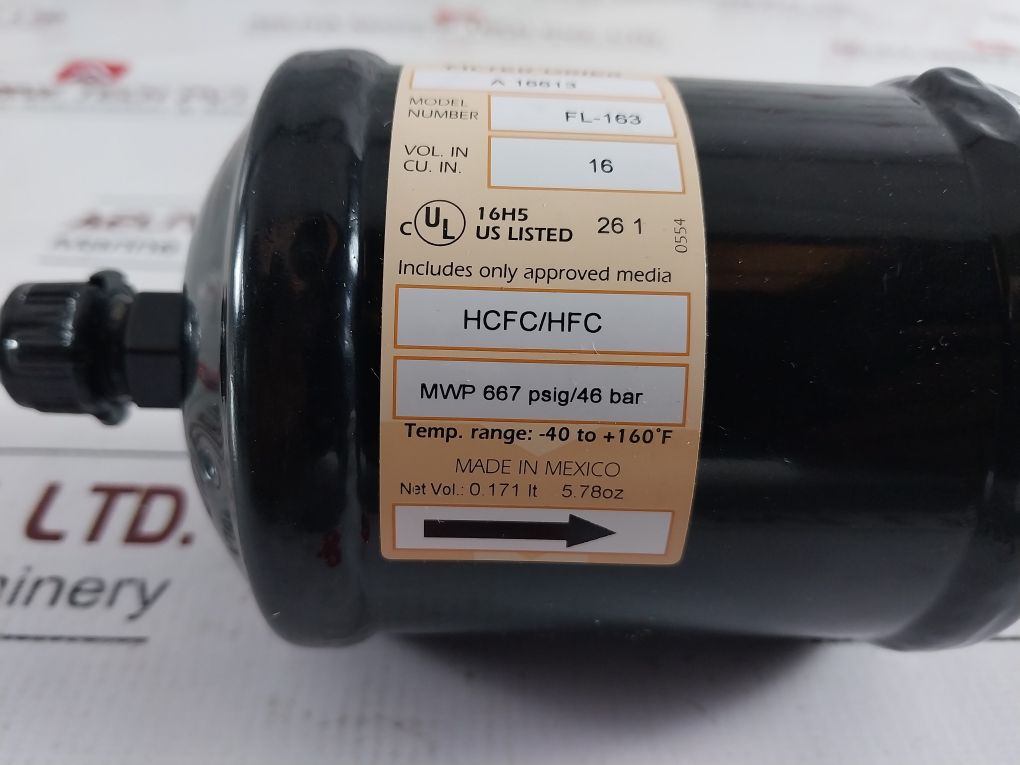 FILTER-DRIER
A 16613
MODEL NUMBER
FL-163
VOL. IN CU. IN.
16
C UL 16H5
US LISTED
26 1
0554
Includes only approved media
HCFC/HFC
MWP 667 psig/46 bar
Temp. range: -40 to +160°F
MADE IN MEXICO
Net Vol.: 0.171 lt 5.78oz
LTD.
inery